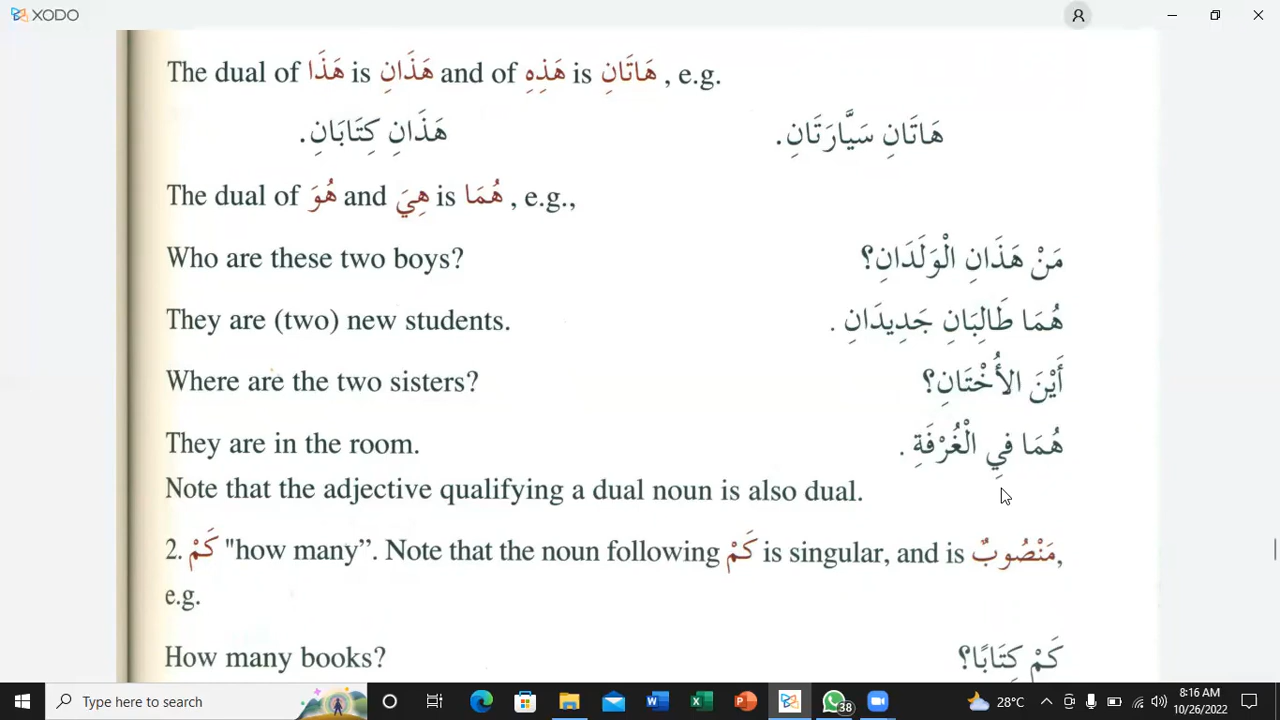 XODO
The dual of هَذَا is هَذَانِ and of هَذِهِ is هَاتَانِ , e.g.
هَذَانِ كِتَابَانِ. هَاتَانِ سَيَّارَتَانِ.
The dual of هُوَ and هِيَ is هُمَا , e.g.,
Who are these two boys? مَنْ هَذَانِ الْوَلَدَانِ؟
They are (two) new students. هُمَا طَالِبَانِ جَدِيدَانِ .
Where are the two sisters? أَيْنَ الأُخْتَانِ؟
They are in the room. هُمَا فِي الْغُرْفَةِ .
Note that the adjective qualifying a dual noun is also dual.
2. كَمْ "how many”. Note that the noun following كَمْ is singular, and is مَنْصُوبٌ,
e.g.
How many books? كَمْ كِتَابًا؟
Type here to search
38
28°C
8:16 AM
10/26/2022